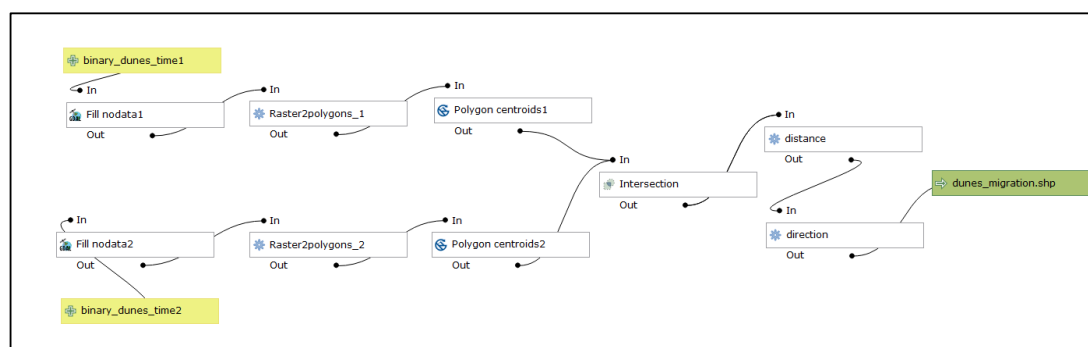 binary_dunes_time1
In
Fill nodata1
Out
In
Raster2polygons_1
Out
In
Polygon centroids1
Out
In
Fill nodata2
Out
binary_dunes_time2
In
Raster2polygons_2
Out
In
Polygon centroids2
Out
In
Intersection
Out
In
distance
Out
In
direction
Out
dunes_migration.shp